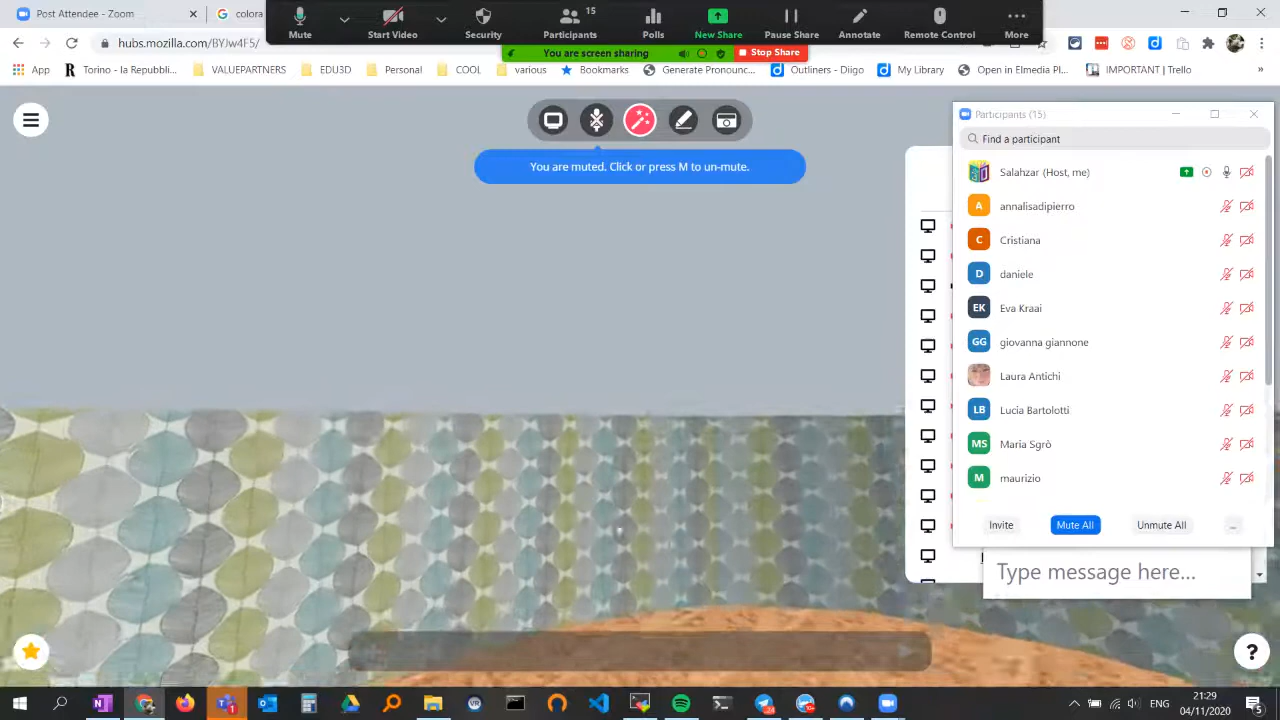 Post Attendee - Zoom
colora
15
Mute
Start Video
Security
Participants
Polls
New Share
Pause Share
Annotate
Remote Control
More
hubs.mozilla.com/BYJw4F5/
You are screen sharing
Stop Share
App
Torino - la Repubbli...
VALUEPARTNERS
EDU3D
Personal
COOL
various
Bookmarks
Generate Pronounc...
Outliners - Diigo
My Library
Open in Elmedia Pl...
IMPORTANT | Trello
»
You are muted. Click or press M to un-mute.
Participants (15)
Find a participant
Salahzar (Host, me)
A annalisadipierro
C Cristiana
D daniele
EK Eva Kraai
GG giovanna giannone
Laura Antichi
LB Lucia Bartolotti
MS Maria Sgrò
M maurizio
Invite
Mute All
Unmute All
...
Type message here...
?
ENG
21:29
04/11/2020
5